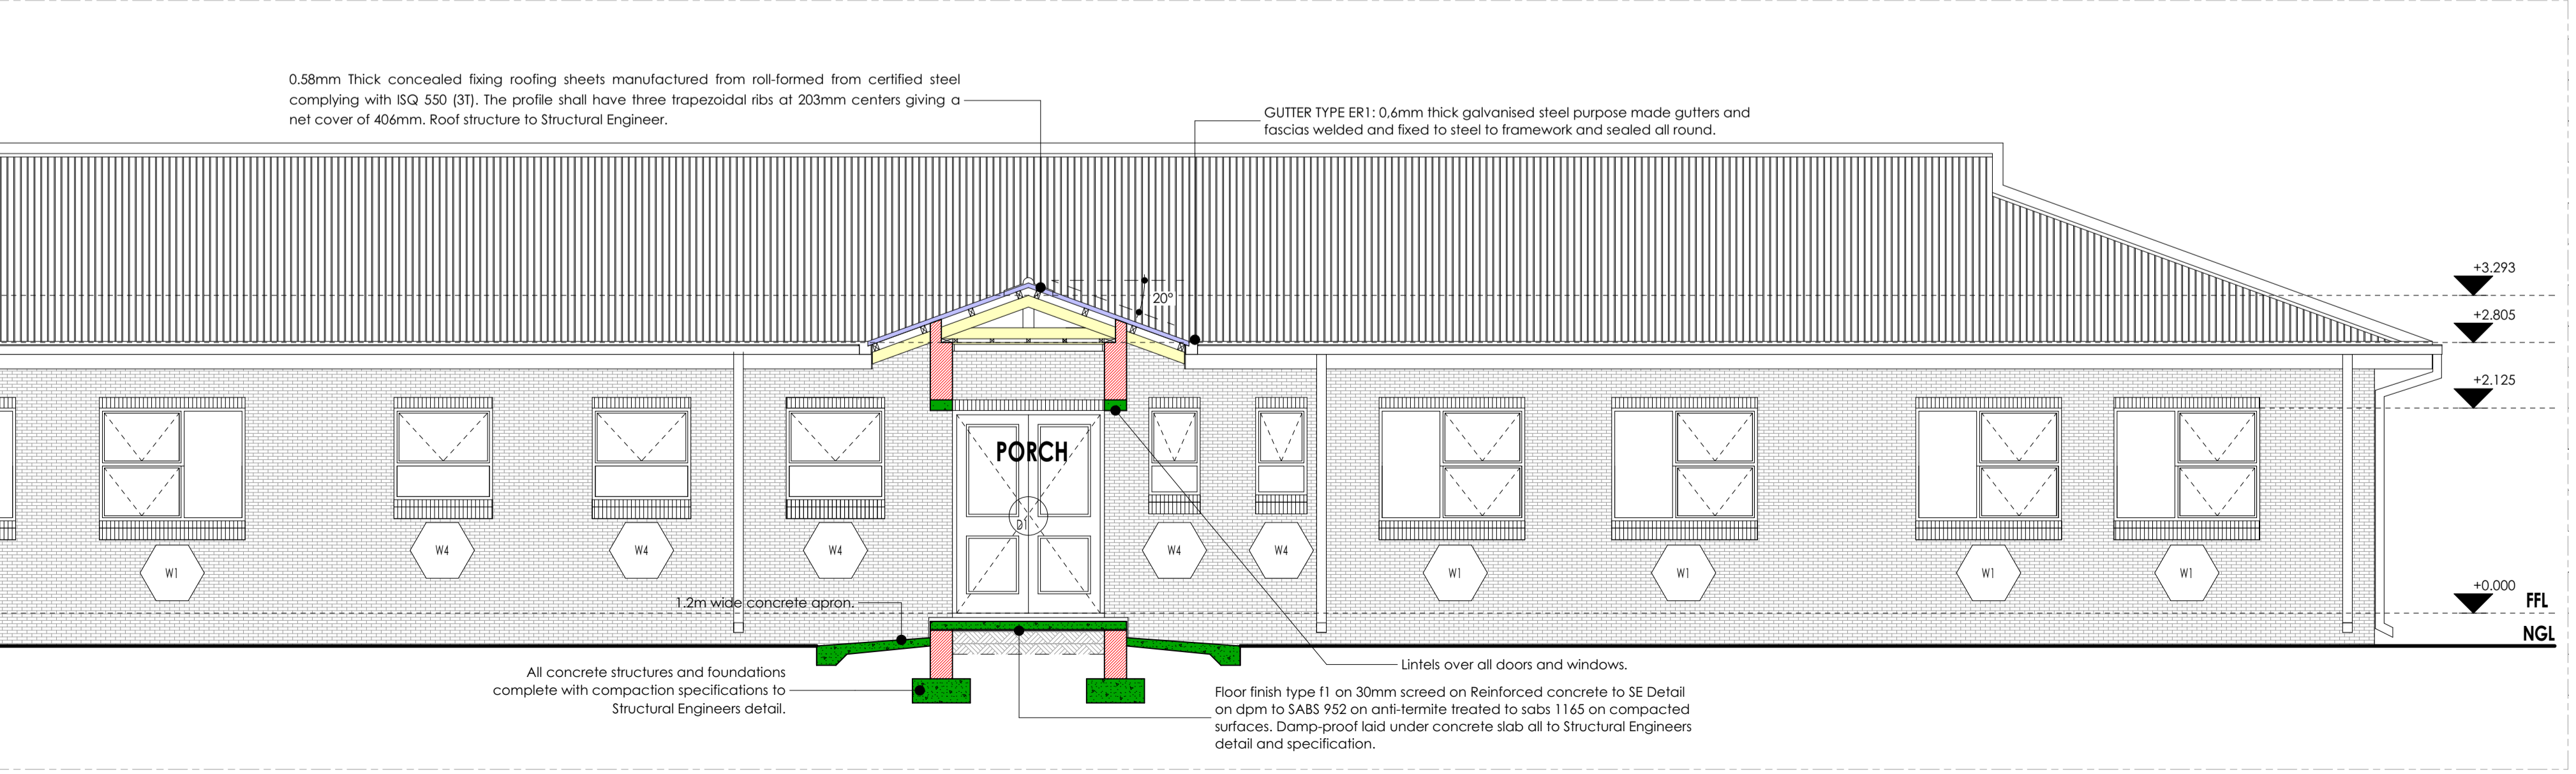 0.58mm Thick concealed fixing roofing sheets manufactured from roll-formed from certified steel
complying with ISQ 550 (3T). The profile shall have three trapezoidal ribs at 203mm centers giving a
net cover of 406mm. Roof structure to Structural Engineer.
GUTTER TYPE ER1: 0,6mm thick galvanised steel purpose made gutters and
fascias welded and fixed to steel to framework and sealed all round.
+3.293
20°
+2.805
+2.125
PORCH
D1
W4
W4
W4
W4
W4
W1
W1
W1
W1
W1
+0.000
FFL
1.2m wide concrete apron.
NGL
All concrete structures and foundations
complete with compaction specifications to
Structural Engineers detail.
Lintels over all doors and windows.
Floor finish type f1 on 30mm screed on Reinforced concrete to SE Detail
on dpm to SABS 952 on anti-termite treated to sabs 1165 on compacted
surfaces. Damp-proof laid under concrete slab all to Structural Engineers
detail and specification.